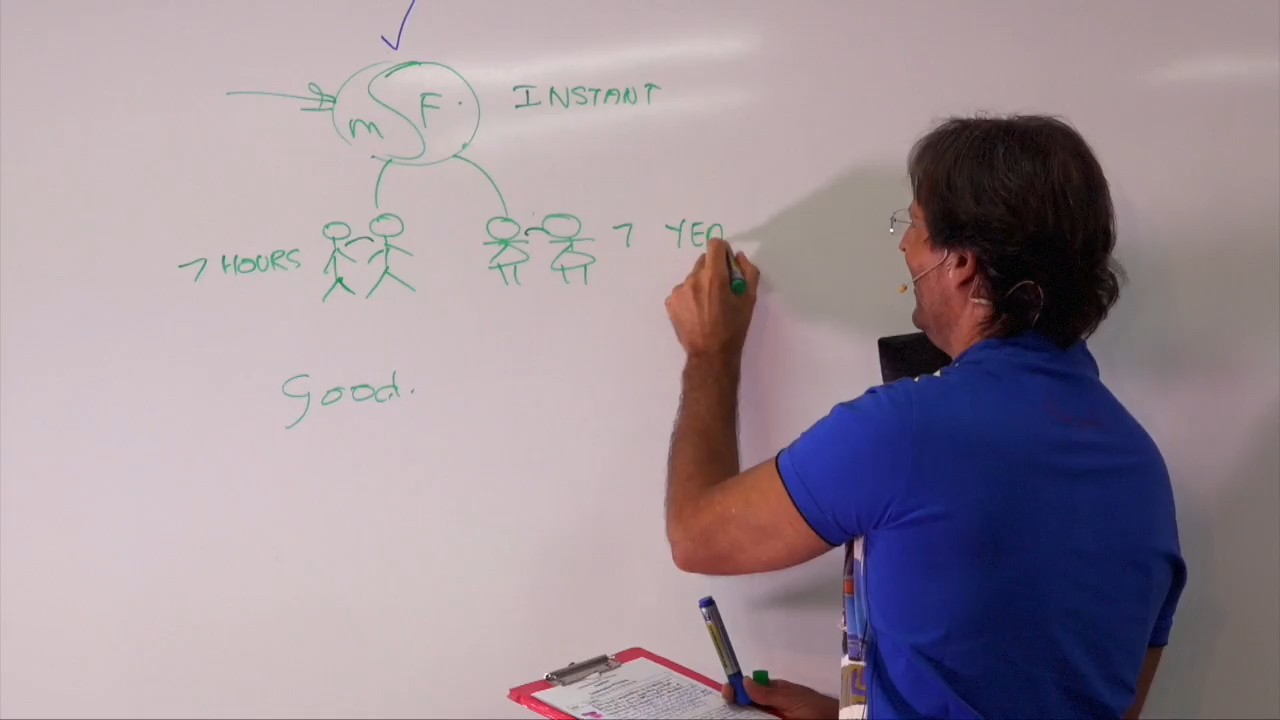 INSTANT
m F
7 HOURS
7 YEA
Good.